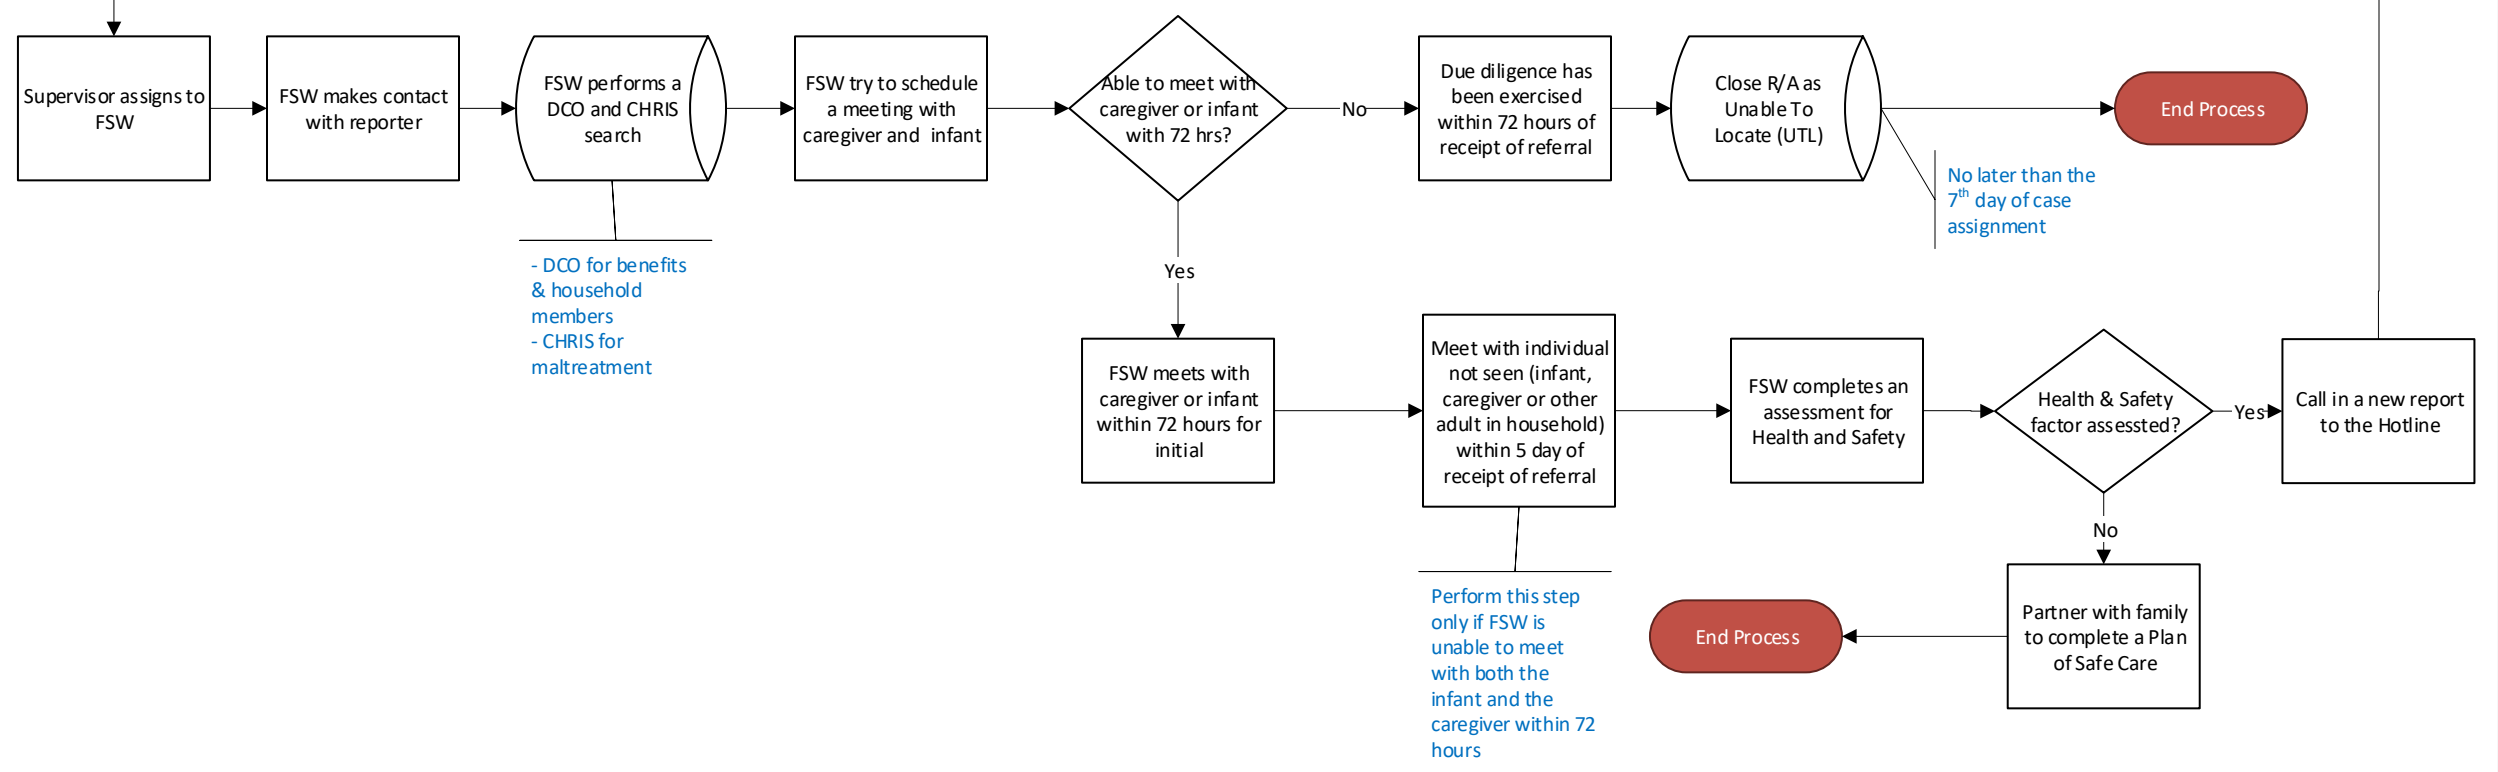 Supervisor assigns to
FSW
FSW makes contact
with reporter
FSW performs a
DCO and CHRIS
search
- DCO for benefits
& household
members
- CHRIS for
maltreatment
FSW try to schedule
a meeting with
caregiver and infant
Able to meet with
caregiver or infant
with 72 hrs?
No
Due diligence has
been exercised
within 72 hours of
receipt of referral
Close R/A as
Unable To
Locate (UTL)
End Process
No later than the
7th day of case
assignment
Yes
FSW meets with
caregiver or infant
within 72 hours for
initial
Meet with individual
not seen (infant,
caregiver or other
adult in household)
within 5 day of
receipt of referral
Perform this step
only if FSW is
unable to meet
with both the
infant and the
caregiver within 72
hours
FSW completes an
assessment for
Health and Safety
Health & Safety
factor assessted?
Yes
Call in a new report
to the Hotline
No
Partner with family
to complete a Plan
of Safe Care
End Process